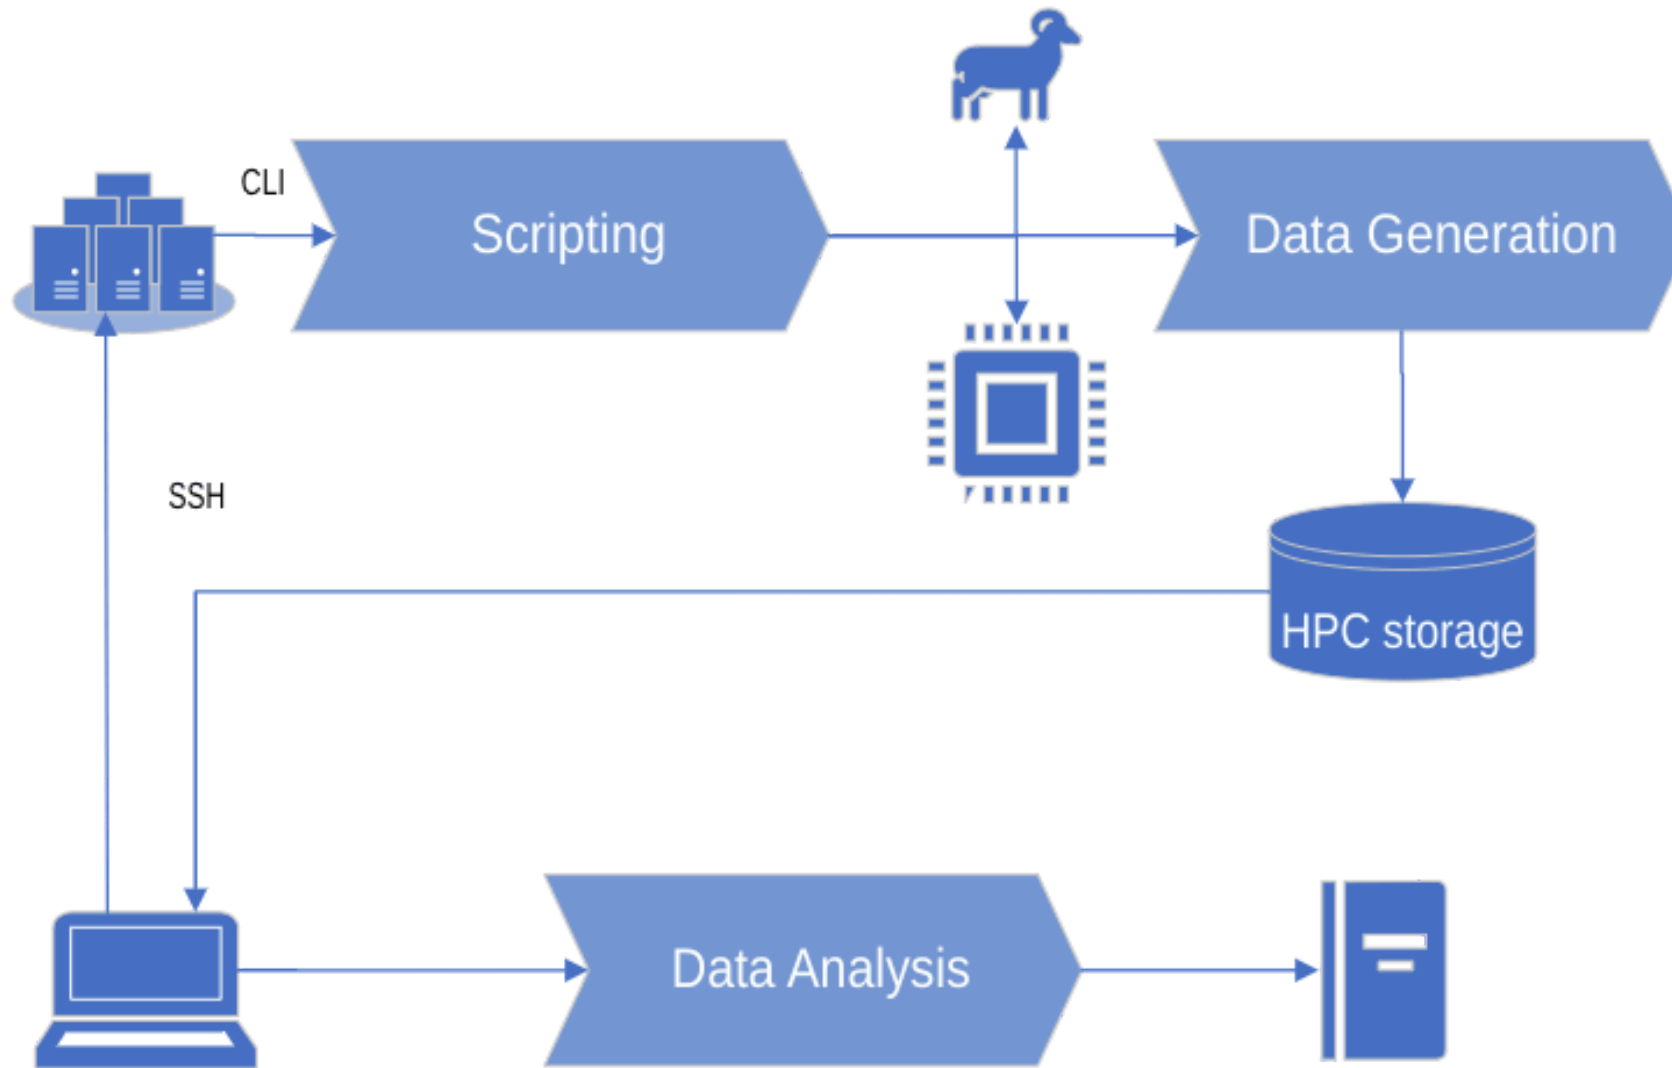 CLI
Scripting
Data Generation
SSH
HPC storage
Data Analysis